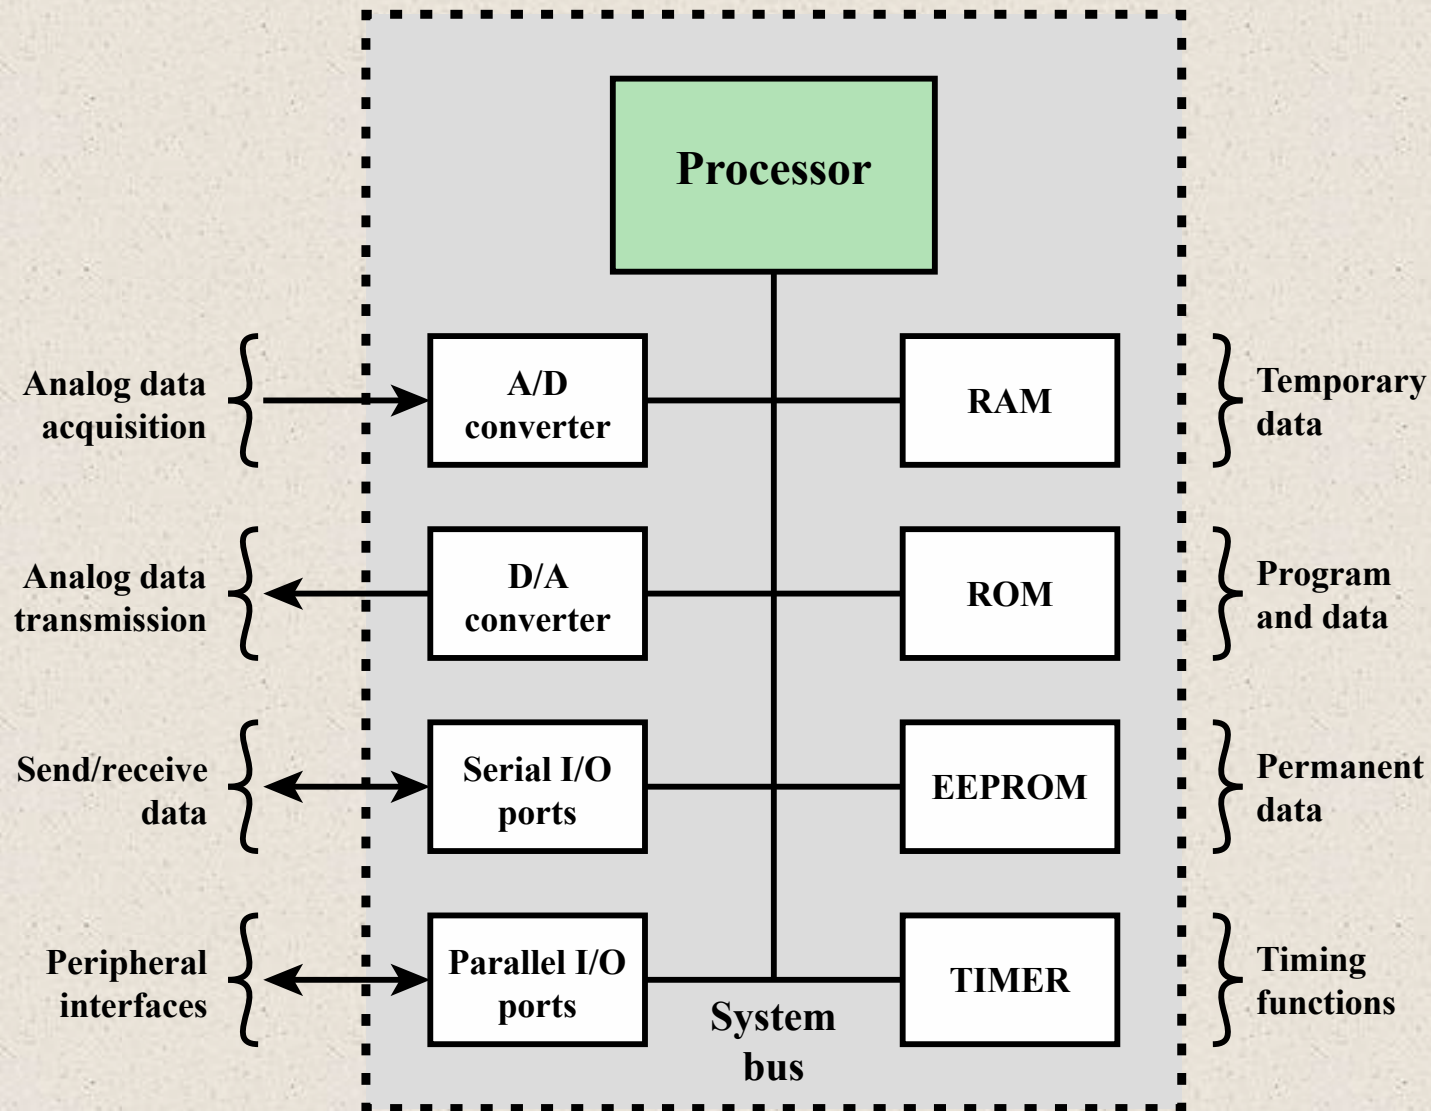 Processor
Analog data
acquisition
A/D
converter
RAM
Temporary
data
Analog data
transmission
D/A
converter
ROM
Program
and data
Send/receive
data
Serial I/O
ports
EEPROM
Permanent
data
Peripheral
interfaces
Parallel I/O
ports
TIMER
Timing
functions
System
bus